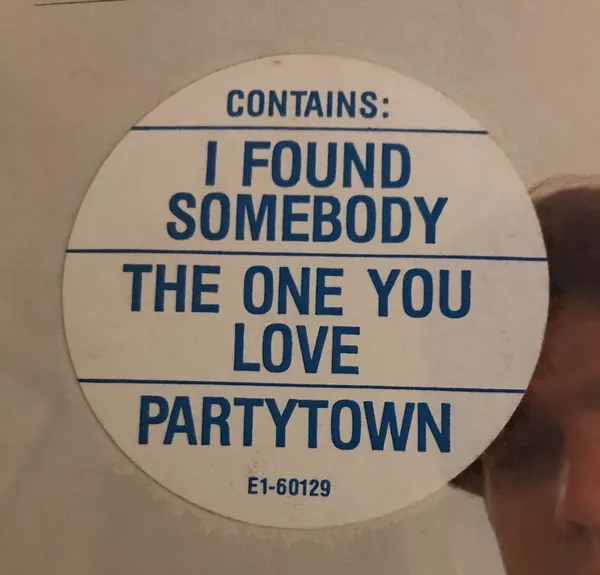 CONTAINS:
I FOUND
SOMEBODY
THE ONE YOU
LOVE
PARTYTOWN
E1-60129